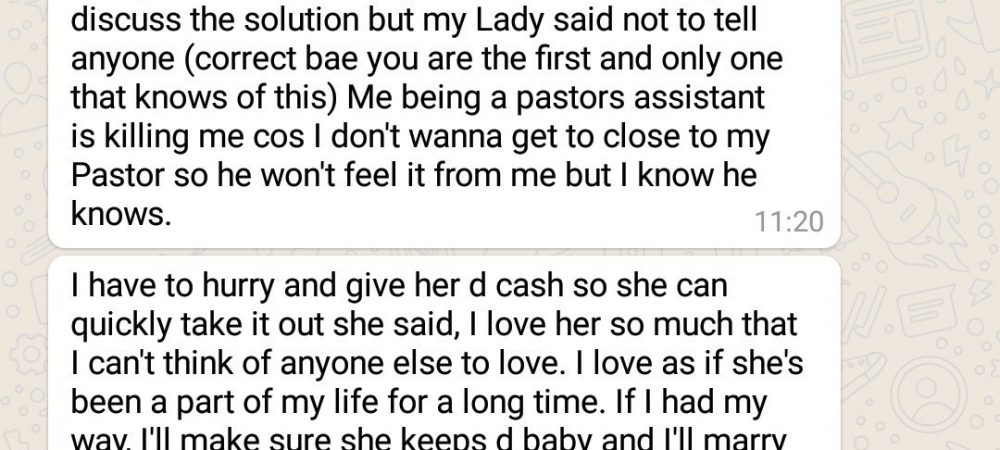 discuss the solution but my Lady said not to tell
anyone (correct bae you are the first and only one
that knows of this) Me being a pastors assistant
is killing me cos I don't wanna get to close to my
Pastor so he won't feel it from me but I know he
knows.
11:20
I have to hurry and give her d cash so she can
quickly take it out she said, I love her so much that
I can't think of anyone else to love. I love as if she's
been a part of my life for a long time. If I had my
way, I'll make sure she keeps d baby and I'll marry